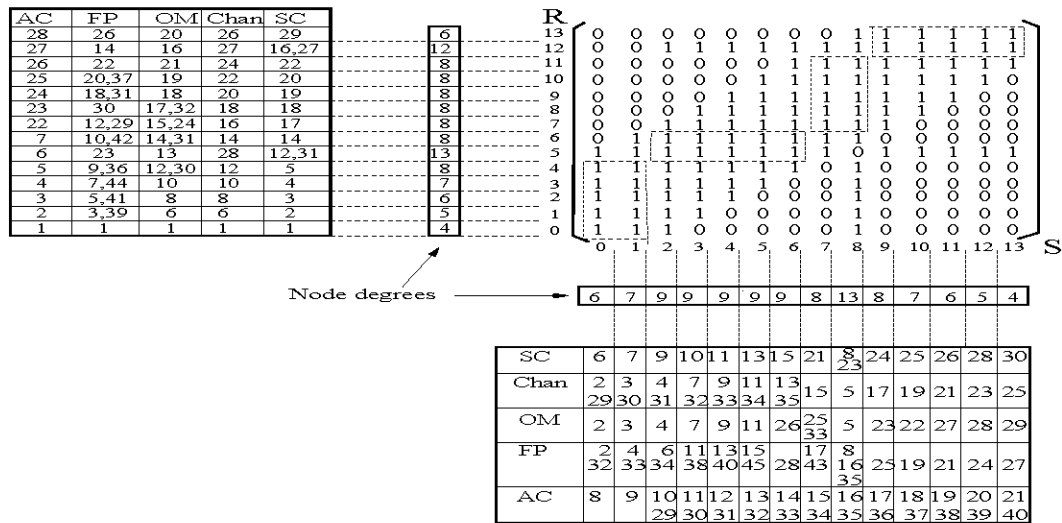 AC FP OM Chan SC R
28 26 20 26 29 6 13 0 0 0 0 0 0 0 0 1 1 1 1 1 1
27 14 16 27 16,27 12 12 0 0 1 1 1 1 1 1 1 1 1 1 1 1
26 22 21 24 22 8 11 0 0 0 0 0 0 1 1 1 1 1 1 1 1
25 20,37 19 22 20 8 10 0 0 0 0 0 1 1 1 1 1 1 1 1 0
24 18,31 18 20 19 8 9 0 0 0 0 1 1 1 1 1 1 1 1 0 0
23 30 17,32 18 18 8 8 0 0 0 1 1 1 1 1 1 1 1 0 0 0
22 12,29 15,24 16 17 8 7 0 0 1 1 1 1 1 1 1 1 0 0 0 0
7 10,42 14,31 14 14 8 6 0 1 1 1 1 1 1 1 1 0 0 0 0 0
6 23 13 28 12,31 13 5 1 1 1 1 1 1 1 1 0 1 1 1 1 1
5 9,36 12,30 12 5 8 4 1 1 1 1 1 1 1 0 1 0 0 0 0 0
4 7,44 10 10 4 7 3 1 1 1 1 1 1 0 0 1 0 0 0 0 0
3 5,41 8 8 3 6 2 1 1 1 1 1 0 0 0 1 0 0 0 0 0
2 3,39 6 6 2 5 1 1 1 1 1 0 0 0 0 1 0 0 0 0 0
1 1 1 1 1 4 0 1 1 1 0 0 0 0 0 1 0 0 0 0 0
0 1 2 3 4 5 6 7 8 9 10 11 12 13 S
Node degrees 6 7 9 9 9 9 9 8 13 8 7 6 5 4
SC 6 7 9 10 11 13 15 21 8 24 25 26 28 30
23
Chan 2 3 4 7 9 11 13 15 5 17 19 21 23 25
29 30 31 32 33 34 35
OM 2 3 4 7 9 11 26 25 5 23 22 27 28 29
33
FP 2 4 6 11 13 15 28 17 8 25 19 21 24 27
32 33 34 38 40 45 43 16
35
AC 8 9 10 11 12 13 14 15 16 17 18 19 20 21
29 30 31 32 33 34 35 36 37 38 39 40